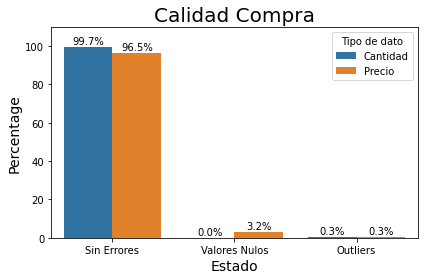 Calidad Compra
Percentage
100
80
60
40
20
0
99.7%
96.5%
0.0%
3.2%
0.3%
0.3%
Tipo de dato
Cantidad
Precio
Sin Errores
Valores Nulos
Outliers
Estado